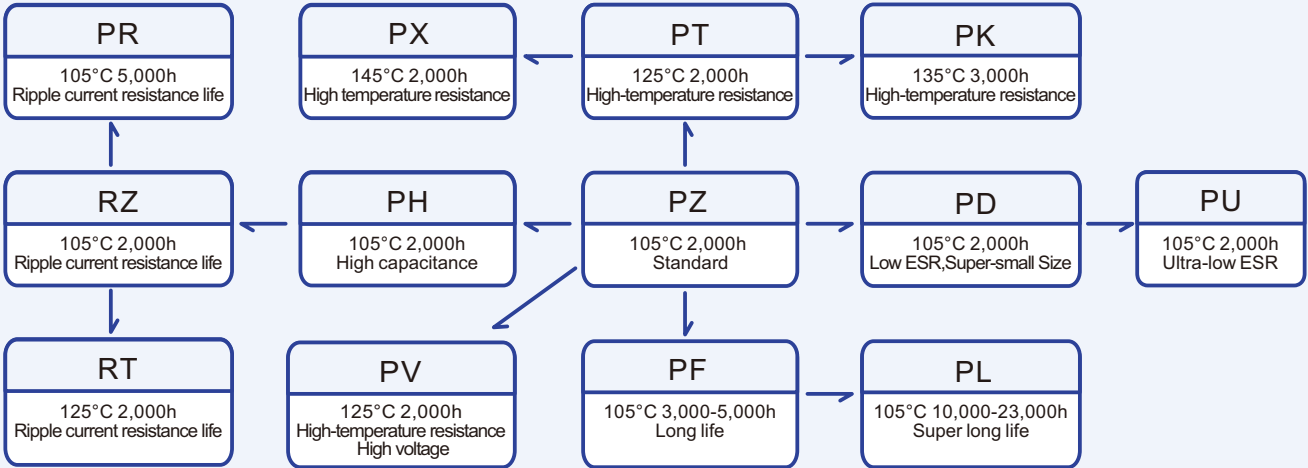 PR
105°C 5,000h
Ripple current resistance life
PX
145°C 2,000h
High temperature resistance
PT
125°C 2,000h
High-temperature resistance
PK
135°C 3,000h
High-temperature resistance
RZ
105°C 2,000h
Ripple current resistance life
PH
105°C 2,000h
High capacitance
PZ
105°C 2,000h
Standard
PD
105°C 2,000h
Low ESR,Super-small Size
PU
105°C 2,000h
Ultra-low ESR
RT
125°C 2,000h
Ripple current resistance life
PV
125°C 2,000h
High-temperature resistance
High voltage
PF
105°C 3,000-5,000h
Long life
PL
105°C 10,000-23,000h
Super long life